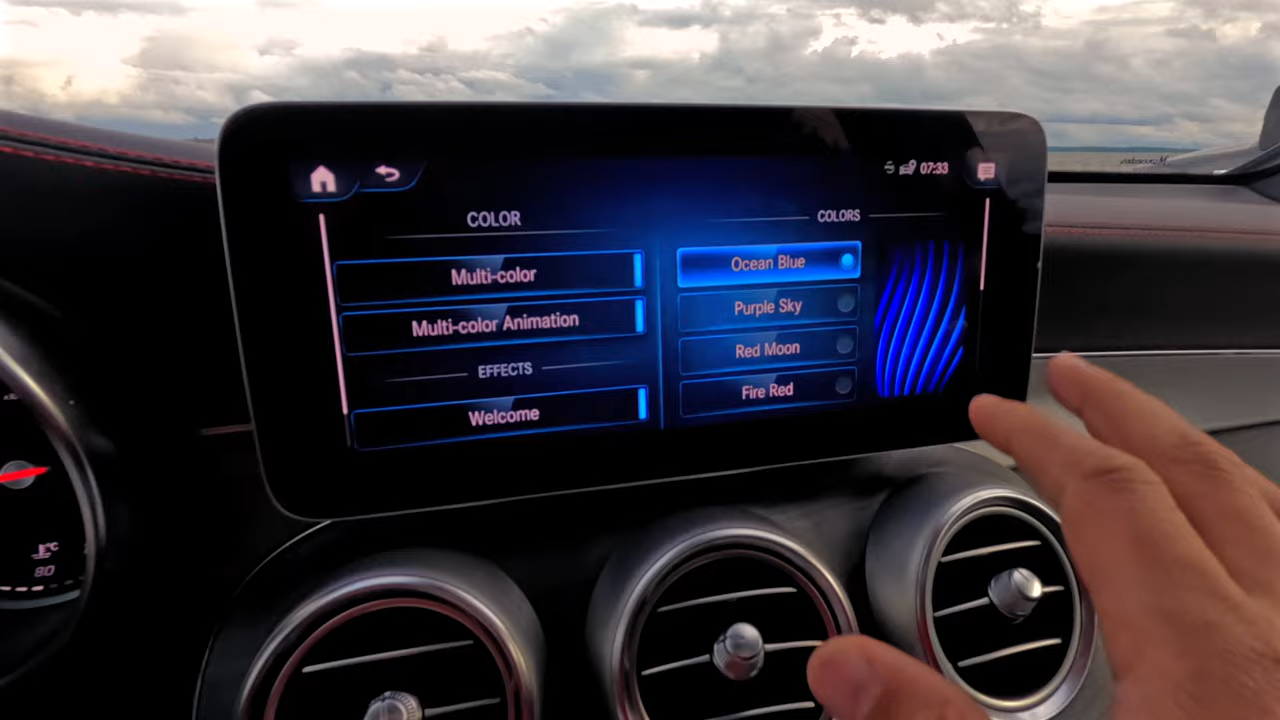 07:33
COLOR
COLORS
Multi-color
Multi-color Animation
EFFECTS
Welcome
Ocean Blue
Purple Sky
Red Moon
Fire Red
°C
80